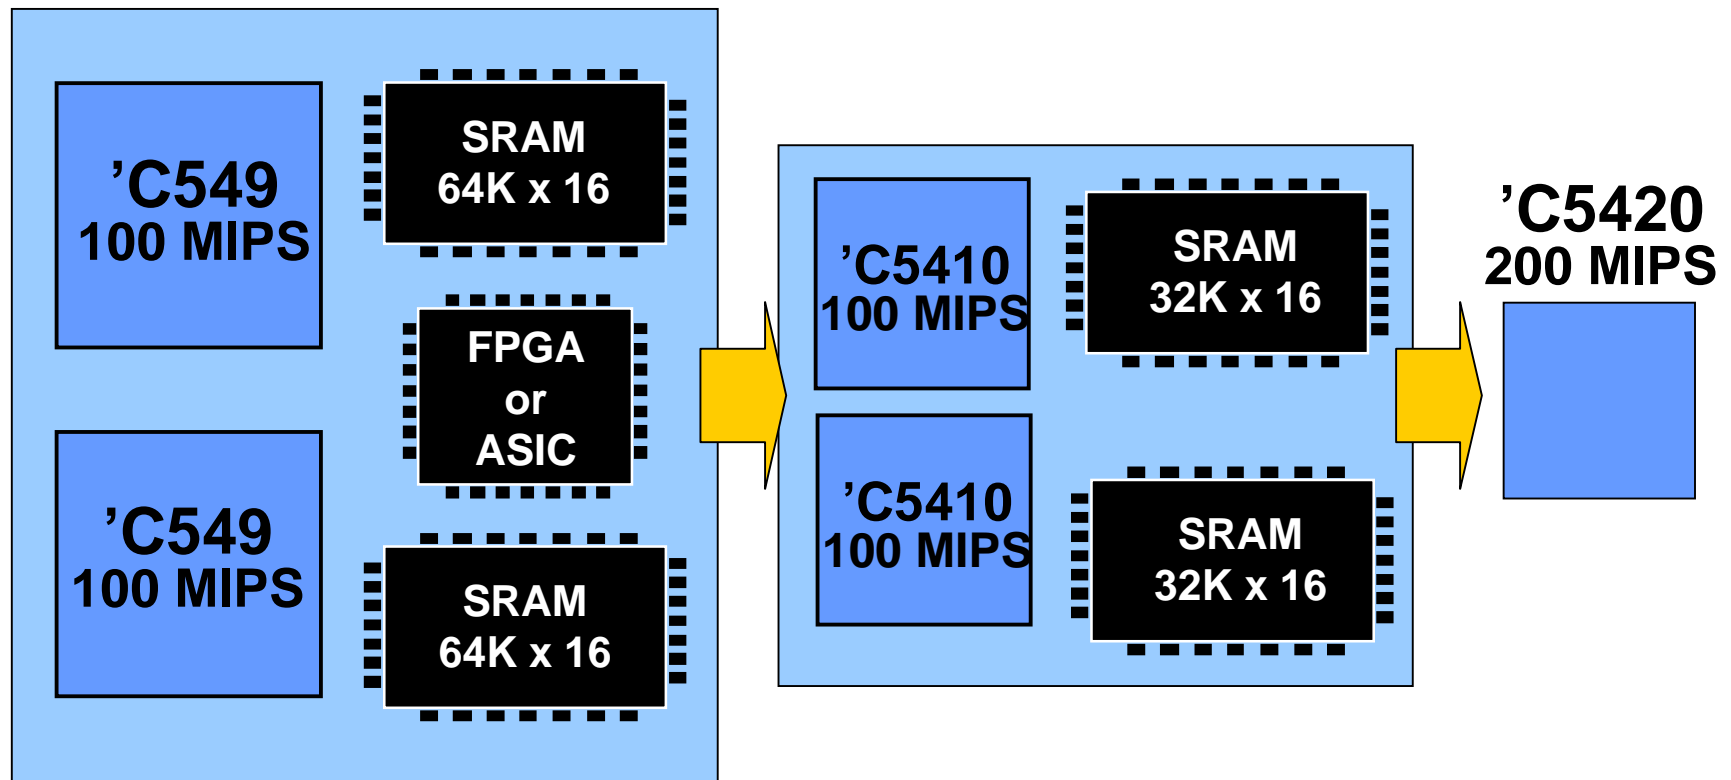 ’C549
100 MIPS
SRAM
64K x 16
FPGA
or
ASIC
’C549
100 MIPS
SRAM
64K x 16
’C5410
100 MIPS
SRAM
32K x 16
’C5410
100 MIPS
SRAM
32K x 16
’C5420
200 MIPS